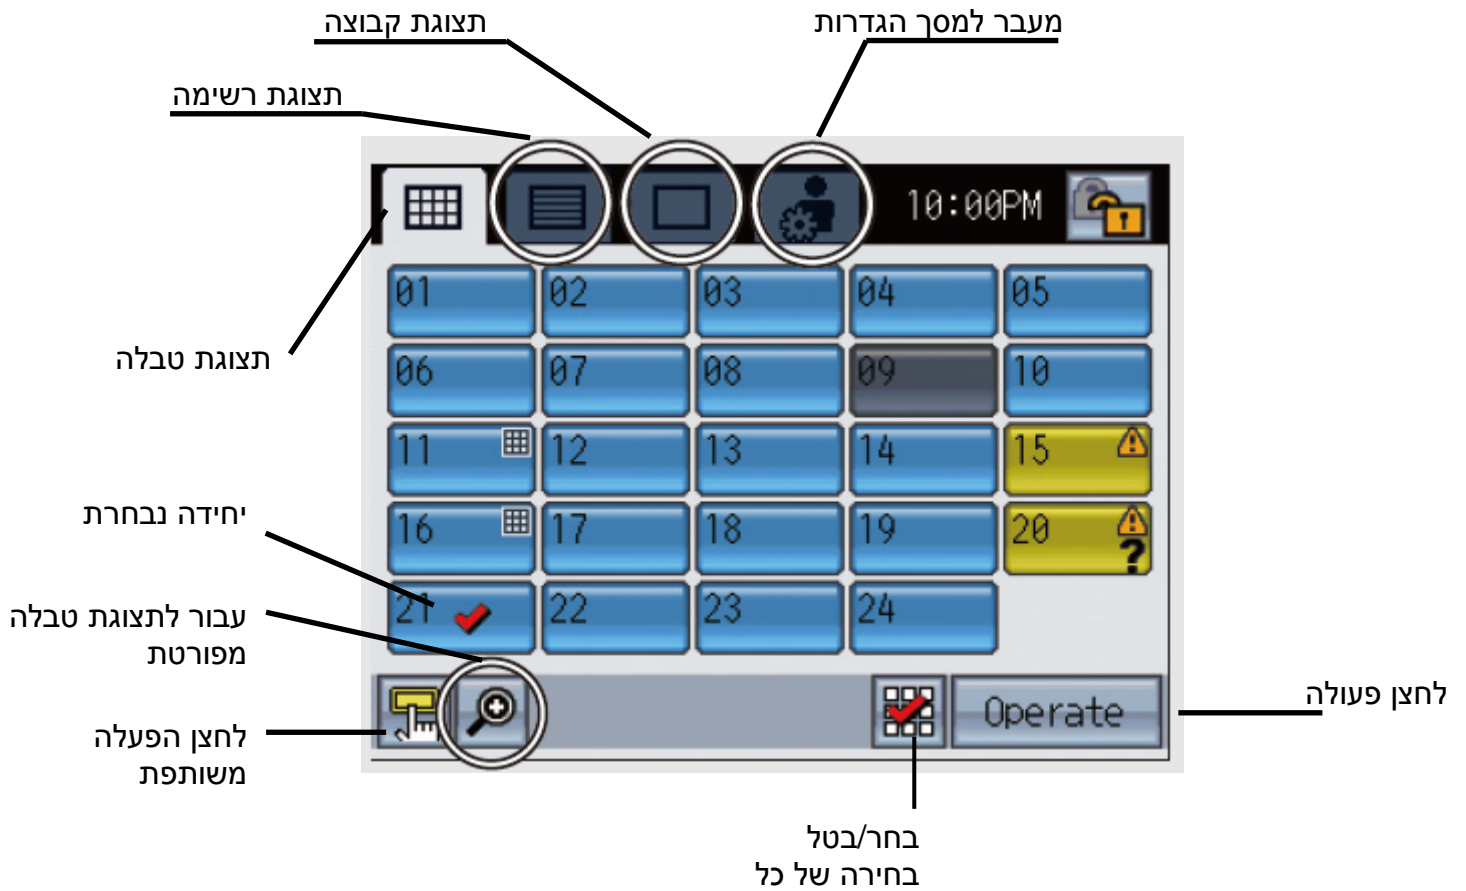 מעבר למסך הגדרות
תצוגת קבוצה
תצוגת רשימה
10:00PM
01 02 03 04 05
תצוגת טבלה
06 07 08 09 10
11 12 13 14 15
יחידה נבחרת
16 17 18 19 20 ?
21 22 23 24
עבור לתצוגת טבלה
מפורטת
Operate
לחצן פעולה
לחצן הפעלה
משותפת
בחר/בטל
בחירה של כל